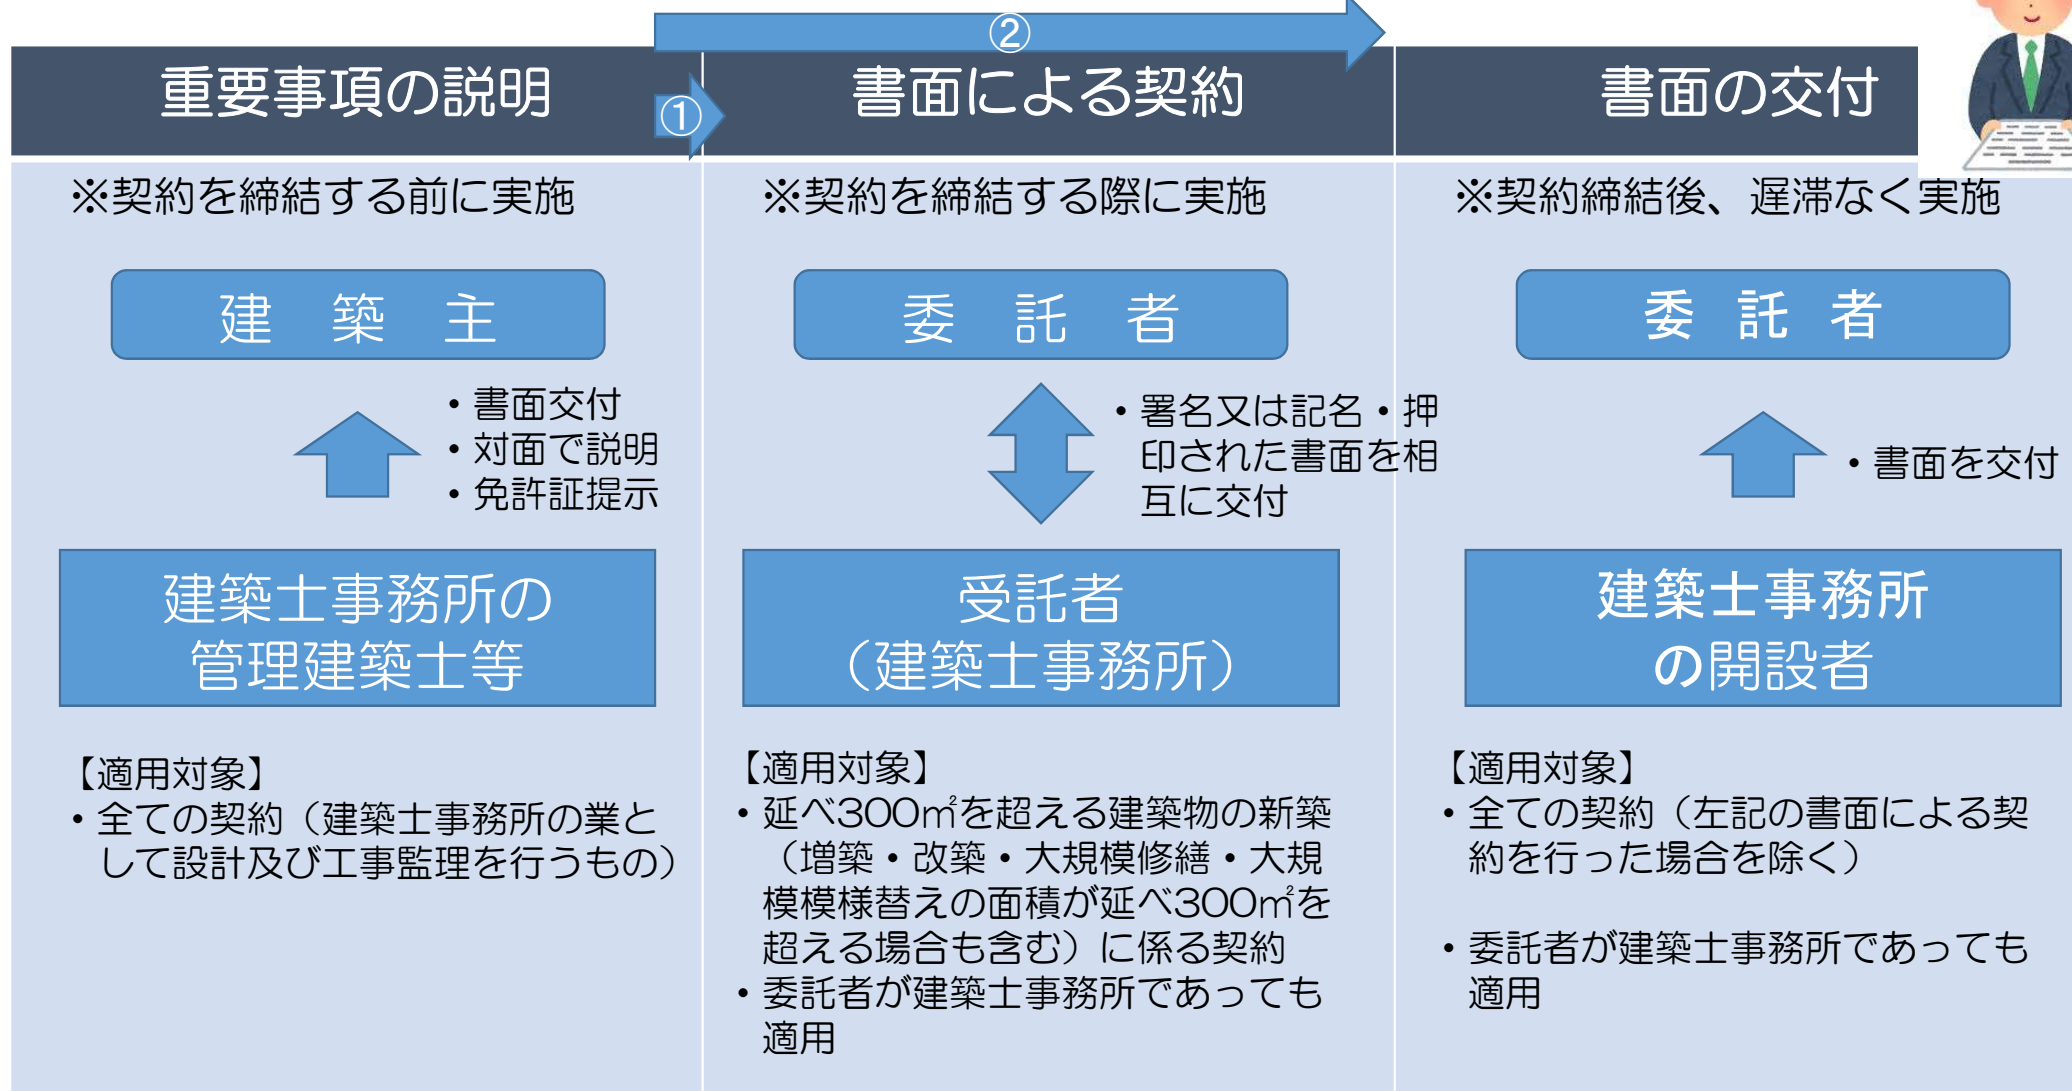 ②
重要事項の説明
①
書面による契約
書面の交付
※契約を締結する前に実施
建 築 主
・書面交付
・対面で説明
・免許証提示
建築士事務所の
管理建築士等
【適用対象】
・全ての契約（建築士事務所の業と
して設計及び工事監理を行うもの）
※契約を締結する際に実施
委 託 者
・署名又は記名・押
印された書面を相
互に交付
受託者
（建築士事務所）
【適用対象】
・延べ300㎡を超える建築物の新築
（増築・改築・大規模修繕・大規
模模様替えの面積が延べ300㎡を
超える場合も含む）に係る契約
・委託者が建築士事務所であっても
適用
※契約締結後、遅滞なく実施
委 託 者
・書面を交付
建築士事務所
の開設者
【適用対象】
・全ての契約（左記の書面による契
約を行った場合を除く）
・委託者が建築士事務所であっても
適用